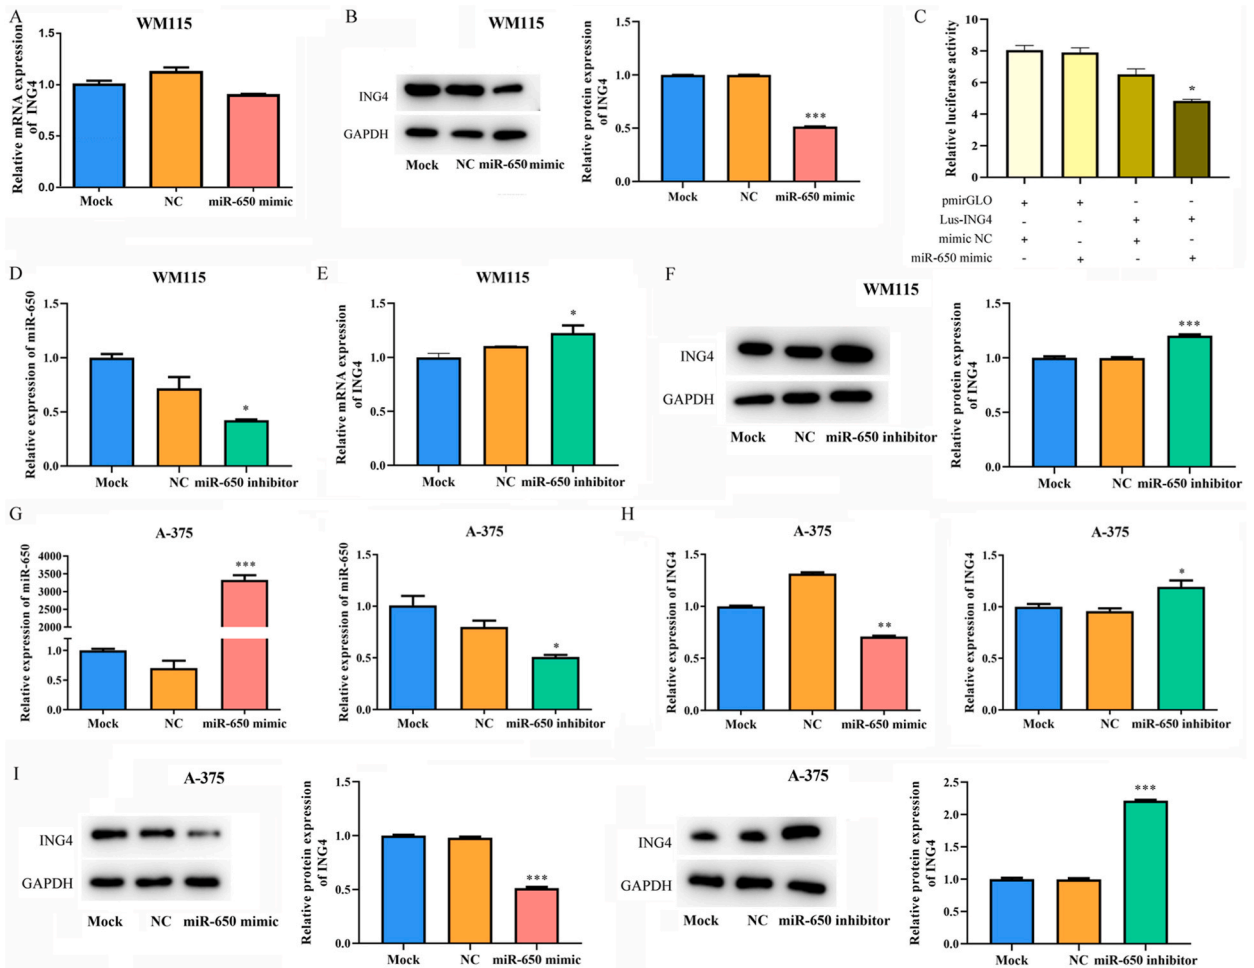 A
WM115
Relative mRNA expression
of ING4
1.5
1.0
0.5
0.0
Mock
NC
miR-650 mimic
B
WM115
ING4
GAPDH
Mock
NC
miR-650 mimic
Relative protein expression
of ING4
1.5
1.0
0.5
0.0
***
Mock
NC
miR-650 mimic
C
Relative luciferase activity
10
8
6
4
2
0
*
pmirGLO + + - -
Lus-ING4 - - + +
mimic NC + - + -
miR-650 mimic - + - +
D
WM115
Relative expression of miR-650
1.5
1.0
0.5
0.0
*
Mock
NC
miR-650 inhibitor
E
WM115
Relative mRNA expression
of ING4
1.5
1.0
0.5
0.0
*
Mock
NC
miR-650 inhibitor
F
WM115
ING4
GAPDH
Mock
NC
miR-650 inhibitor
Relative protein expression
of ING4
1.5
1.0
0.5
0.0
***
Mock
NC
miR-650 inhibitor
G
A-375
Relative expression of miR-650
4000
3500
3000
2500
2000
1.0
0.5
0.0
***
Mock
NC
miR-650 mimic
A-375
Relative expression of miR-650
1.5
1.0
0.5
0.0
*
Mock
NC
miR-650 inhibitor
H
A-375
Relative expression of ING4
1.5
1.0
0.5
0.0
**
Mock
NC
miR-650 mimic
A-375
Relative expression of ING4
1.5
1.0
0.5
0.0
*
Mock
NC
miR-650 inhibitor
I
A-375
ING4
GAPDH
Mock
NC
miR-650 mimic
Relative protein expression
of ING4
1.5
1.0
0.5
0.0
***
Mock
NC
miR-650 mimic
A-375
ING4
GAPDH
Mock
NC
miR-650 inhibitor
Relative protein expression
of ING4
2.5
2.0
1.5
1.0
0.5
0.0
***
Mock
NC
miR-650 inhibitor